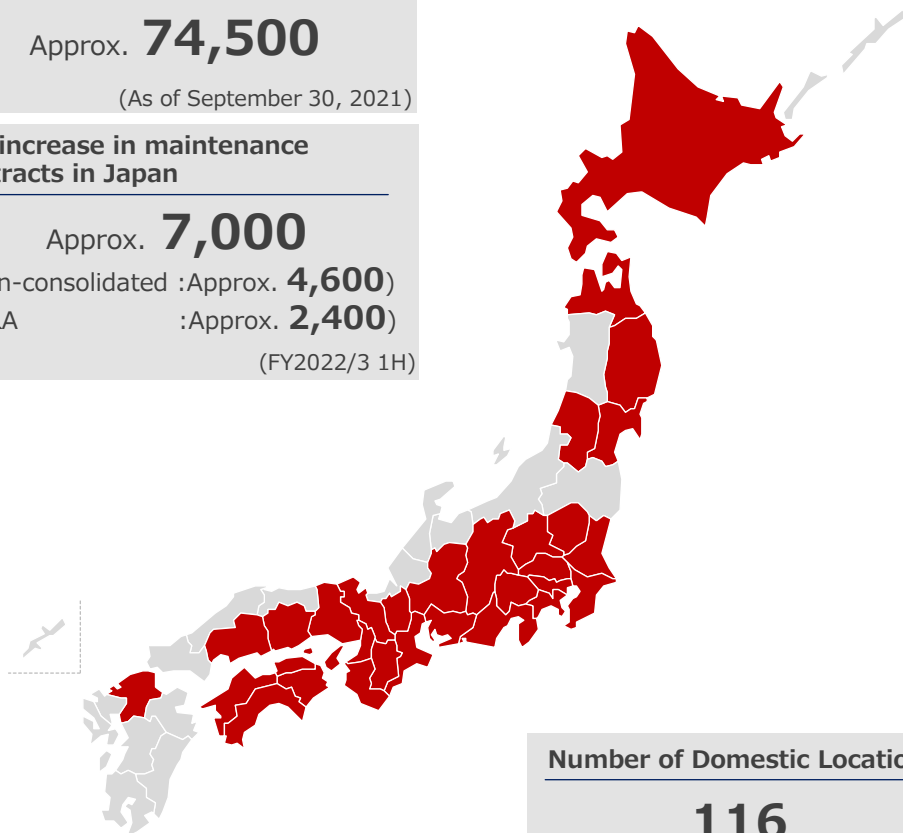 Approx. 74,500
(As of September 30, 2021)
increase in maintenance
tracts in Japan
Approx. 7,000
n-consolidated :Approx. 4,600)
A :Approx. 2,400)
(FY2022/3 1H)
Number of Domestic Locatio
116